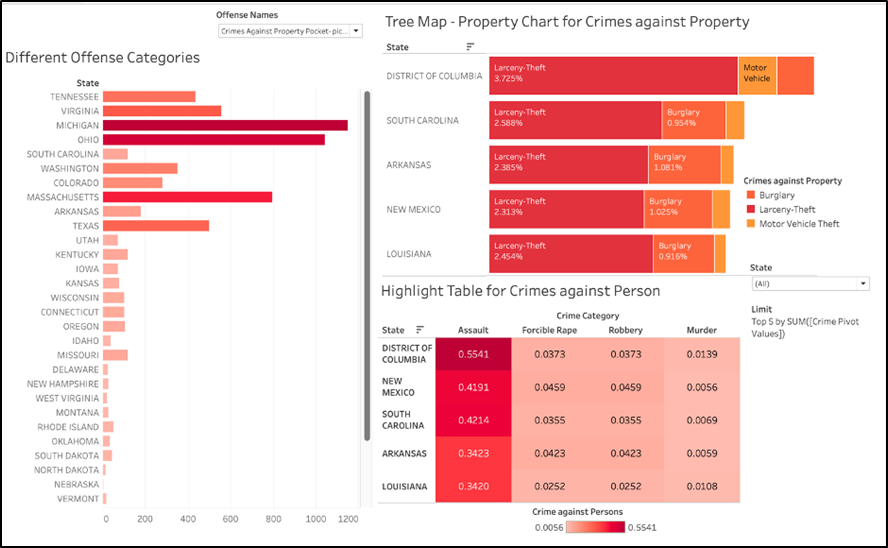 Offense Names
Crimes Against Property Pocket- pic...
Different Offense Categories
State
TENNESSEE
VIRGINIA
MICHIGAN
OHIO
SOUTH CAROLINA
WASHINGTON
COLORADO
MASSACHUSETTS
ARKANSAS
TEXAS
UTAH
KENTUCKY
IOWA
KANSAS
WISCONSIN
CONNECTICUT
OREGON
IDAHO
MISSOURI
DELAWARE
NEW HAMPSHIRE
WEST VIRGINIA
MONTANA
RHODE ISLAND
OKLAHOMA
SOUTH DAKOTA
NORTH DAKOTA
NEBRASKA
VERMONT
0 200 400 600 800 1000 1200
Tree Map - Property Chart for Crimes against Property
State
DISTRICT OF COLUMBIA
Larceny-Theft
3.725%
Motor
Vehicle
SOUTH CAROLINA
Larceny-Theft
2.588%
Burglary
0.954%
ARKANSAS
Larceny-Theft
2.385%
Burglary
1.081%
NEW MEXICO
Larceny-Theft
2.313%
Burglary
1.025%
LOUISIANA
Larceny-Theft
2.454%
Burglary
0.916%
Crimes against Property
Burglary
Larceny-Theft
Motor Vehicle Theft
State
(All)
Limit
Top 5 by SUM([Crime Pivot
Values])
Highlight Table for Crimes against Person
Crime Category
State Assault Forcible Rape Robbery Murder
DISTRICT OF
COLUMBIA
0.5541 0.0373 0.0373 0.0139
NEW
MEXICO
0.4191 0.0459 0.0459 0.0056
SOUTH
CAROLINA
0.4214 0.0355 0.0355 0.0069
ARKANSAS 0.3423 0.0423 0.0423 0.0059
LOUISIANA 0.3420 0.0252 0.0252 0.0108
Crime against Persons
0.0056 0.5541